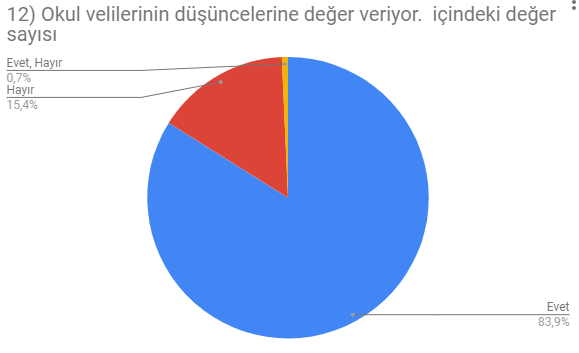 12) Okul velilerinin düşüncelerine değer veriyor.  içindeki değer
sayısı
Evet, Hayır
0,7%
Hayır
15,4%
Evet
83,9%